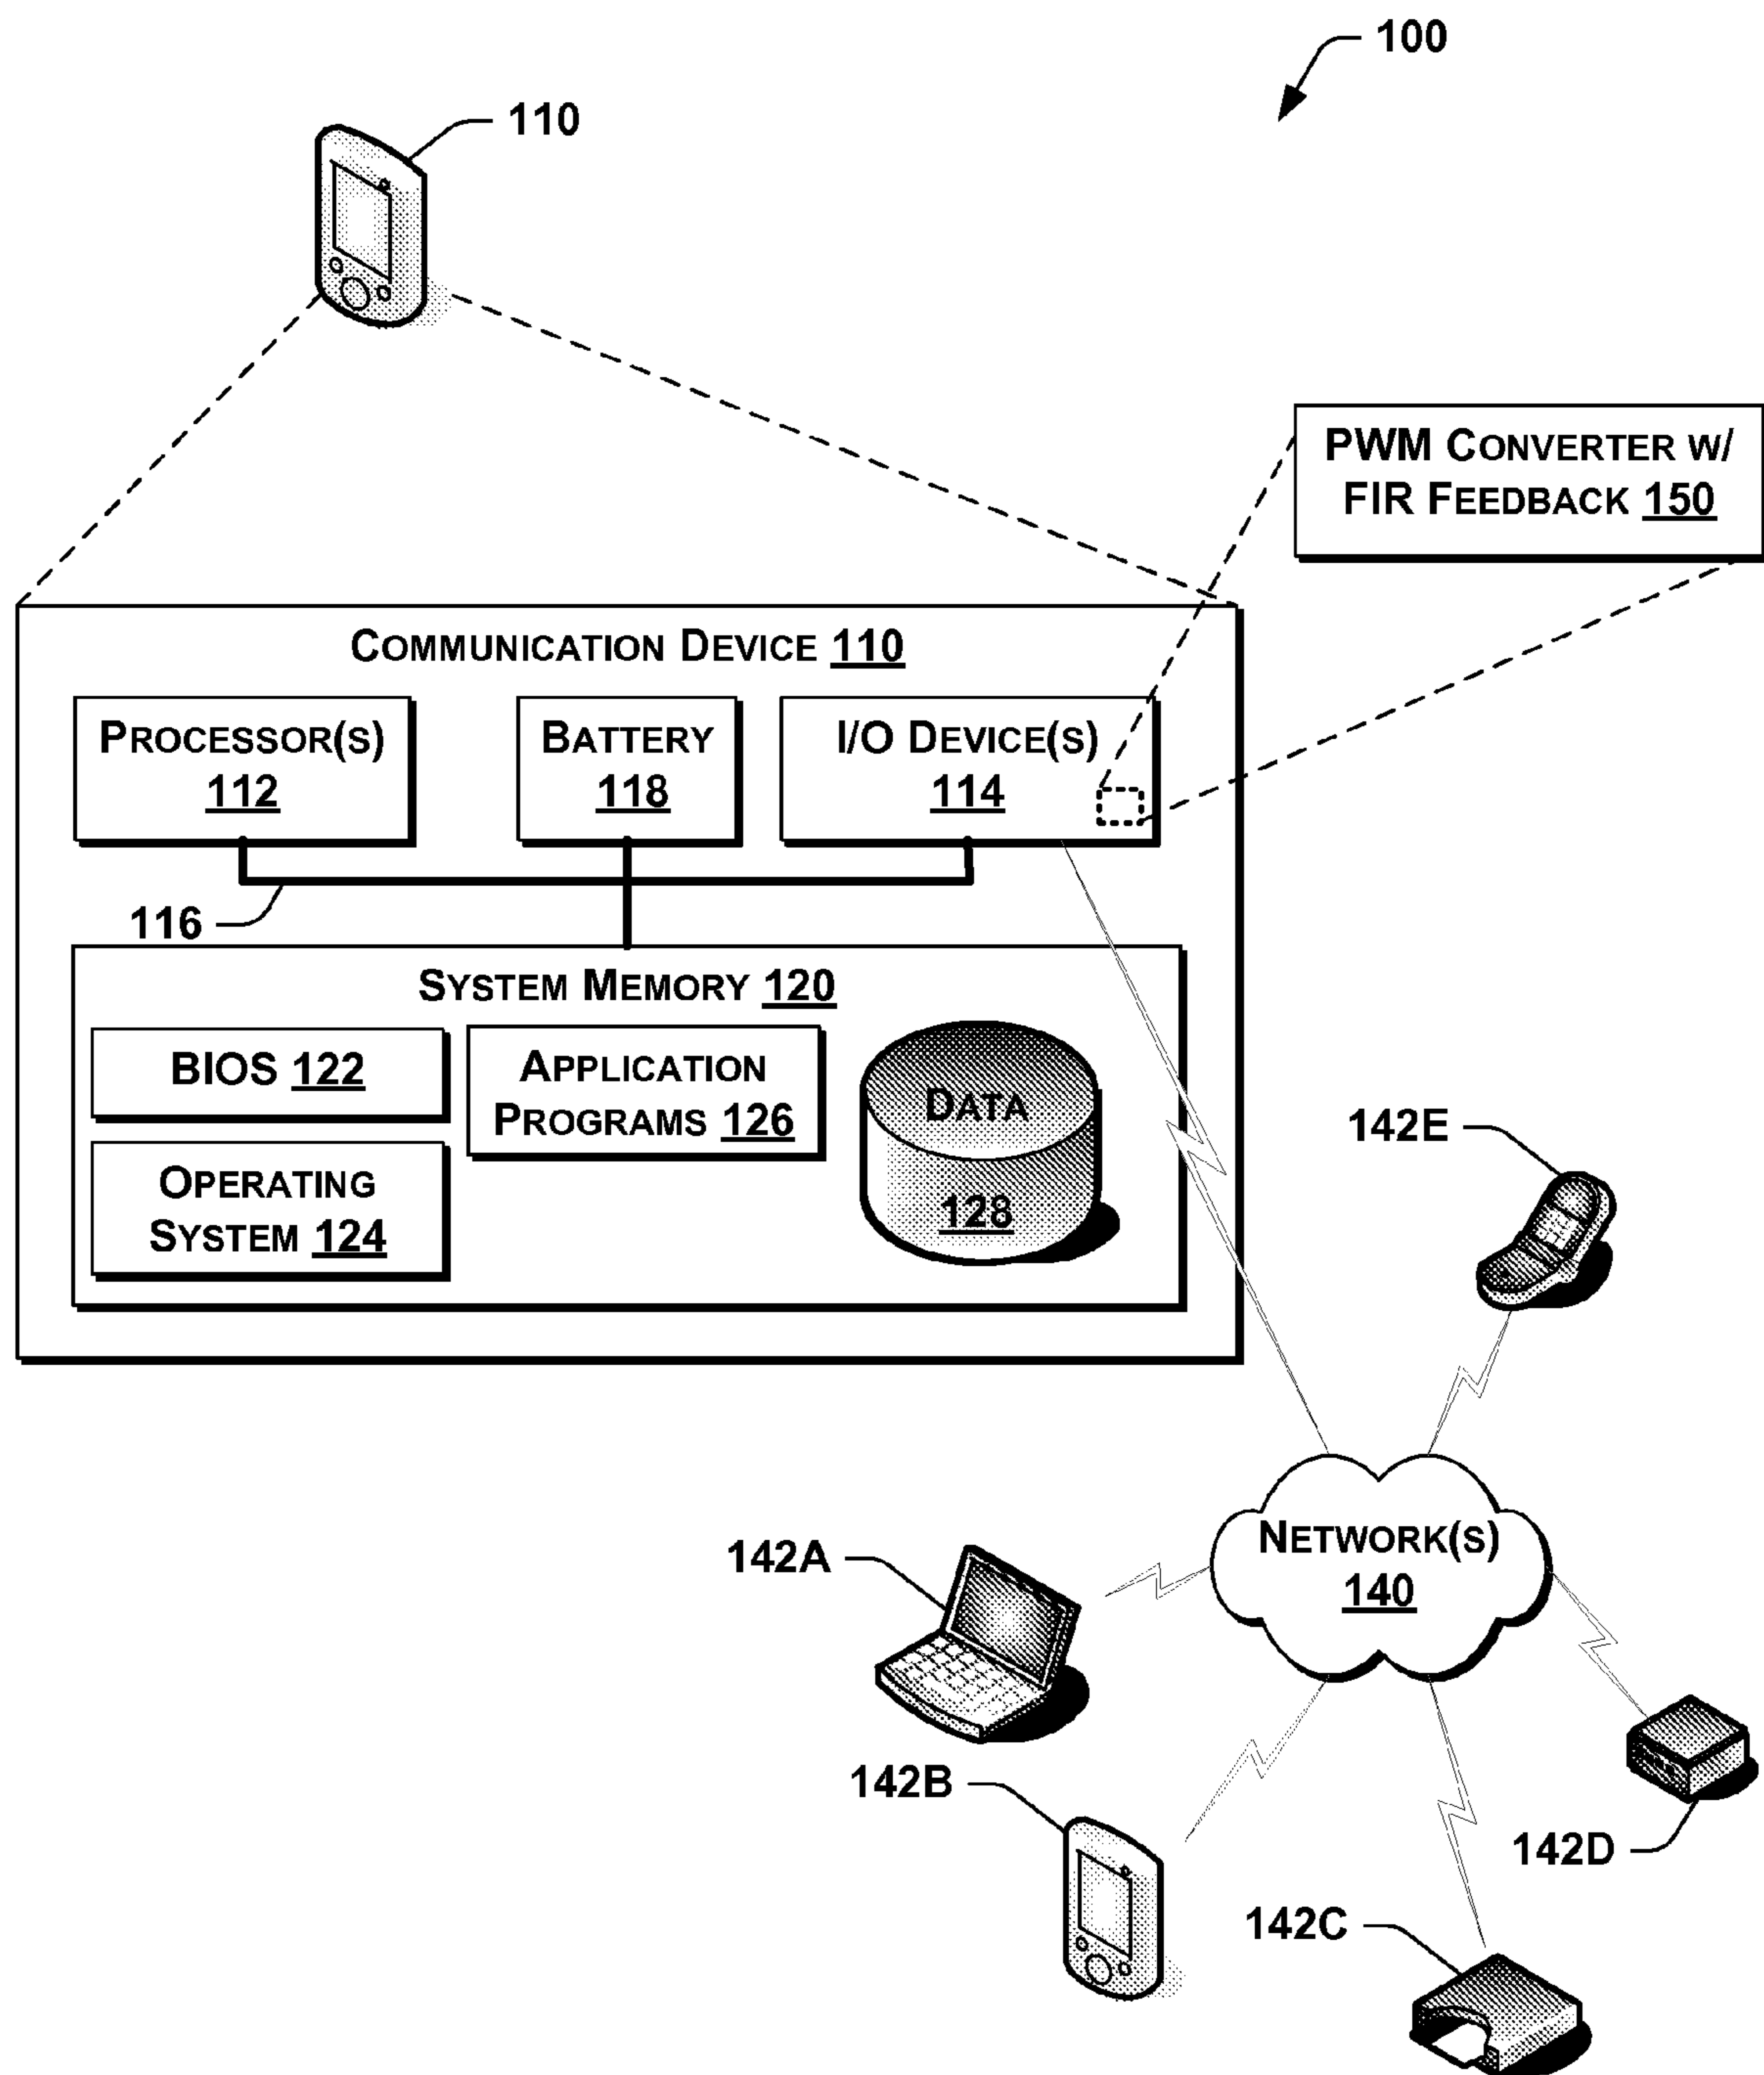 100
110
PWM CONVERTER W/
FIR FEEDBACK 150
COMMUNICATION DEVICE 110
PROCESSOR(S)
112
BATTERY
118
I/O DEVICE(S)
114
116
SYSTEM MEMORY 120
BIOS 122
OPERATING
SYSTEM 124
APPLICATION
PROGRAMS 126
DATA
128
142E
NETWORK(S)
140
142A
142B
142C
142D